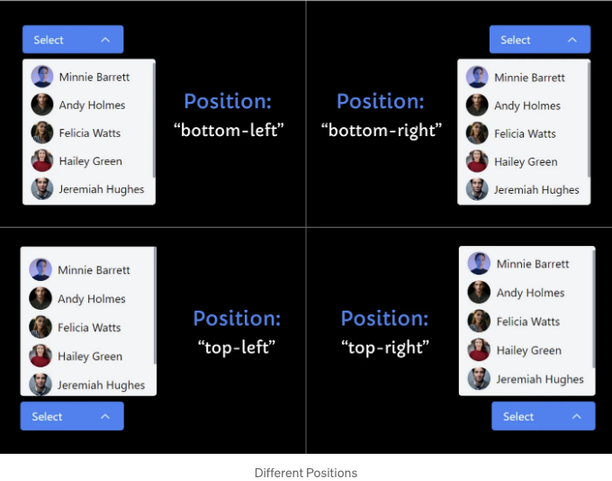 Select
Minnie Barrett
Andy Holmes
Felicia Watts
Hailey Green
Jeremiah Hughes
Position:
“bottom-left”
Select
Minnie Barrett
Andy Holmes
Felicia Watts
Hailey Green
Jeremiah Hughes
Position:
“bottom-right”
Minnie Barrett
Andy Holmes
Felicia Watts
Hailey Green
Jeremiah Hughes
Select
Position:
“top-left”
Minnie Barrett
Andy Holmes
Felicia Watts
Hailey Green
Jeremiah Hughes
Select
Position:
“top-right”
Different Positions